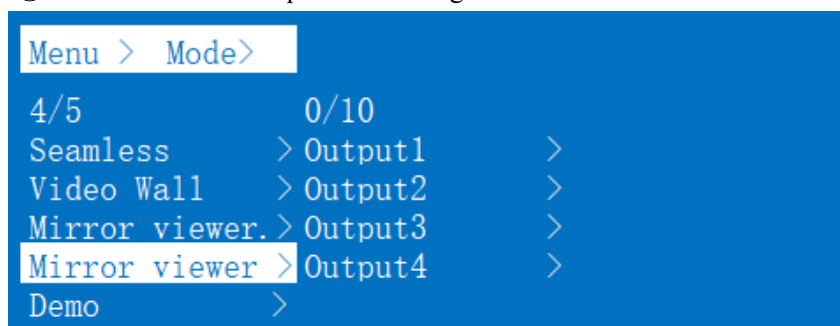 Menu > Mode>
4/5 0/10
Seamless > Output1 >
Video Wall > Output2 >
Mirror viewer. > Output3 >
Mirror viewer > Output4 >
Demo >